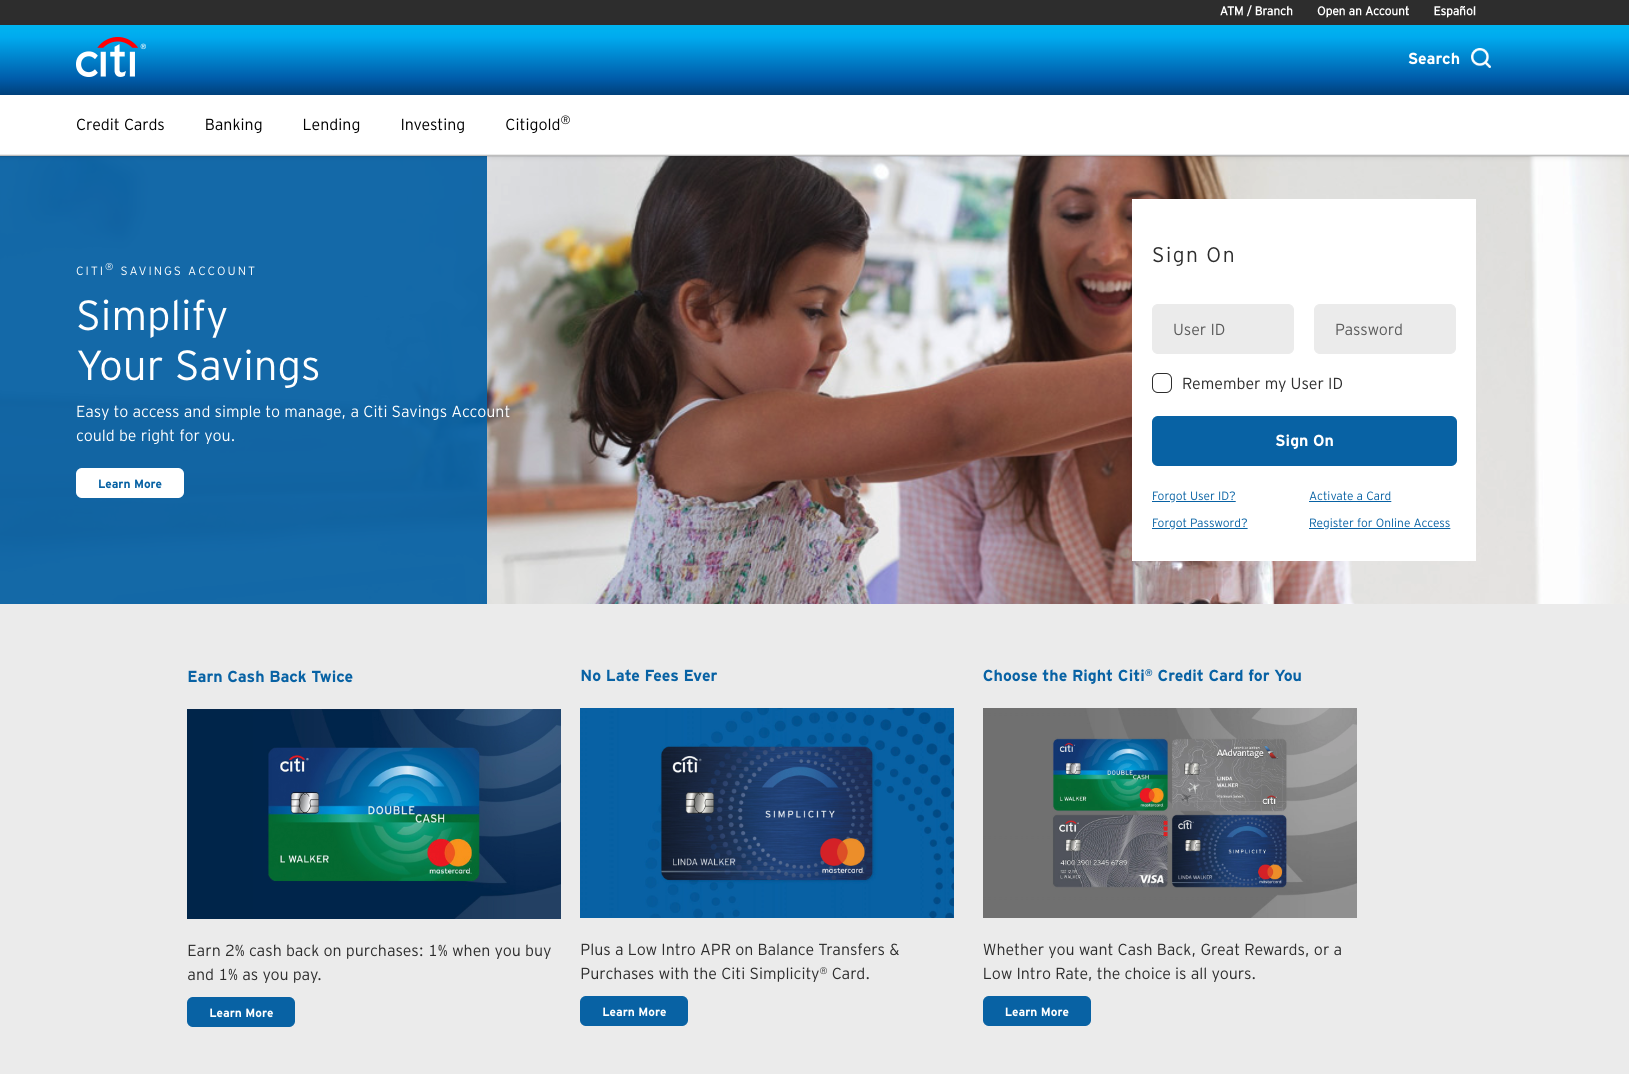 ATM / Branch
Open an Account
Español
citi®
Search
Credit Cards
Banking
Lending
Investing
Citigold®
CITI® SAVINGS ACCOUNT
Simplify
Your Savings
Easy to access and simple to manage, a Citi Savings Account
could be right for you.
Learn More
Sign On
User ID
Password
Remember my User ID
Sign On
Forgot User ID?
Activate a Card
Forgot Password?
Register for Online Access
Earn Cash Back Twice
citi
DOUBLE
CASH
L WALKER
mastercard
Earn 2% cash back on purchases: 1% when you buy
and 1% as you pay.
Learn More
No Late Fees Ever
citi
SIMPLICITY
LINDA WALKER
mastercard
Plus a Low Intro APR on Balance Transfers &
Purchases with the Citi Simplicity® Card.
Learn More
Choose the Right Citi® Credit Card for You
citi
DOUBLE
CASH
L WALKER
mastercard
AAdvantage
LINDA
WALKER
citi
citi
4100 3901 2345 6789
L WALKER
VISA
citi
SIMPLICITY
LINDA WALKER
mastercard
Whether you want Cash Back, Great Rewards, or a
Low Intro Rate, the choice is all yours.
Learn More